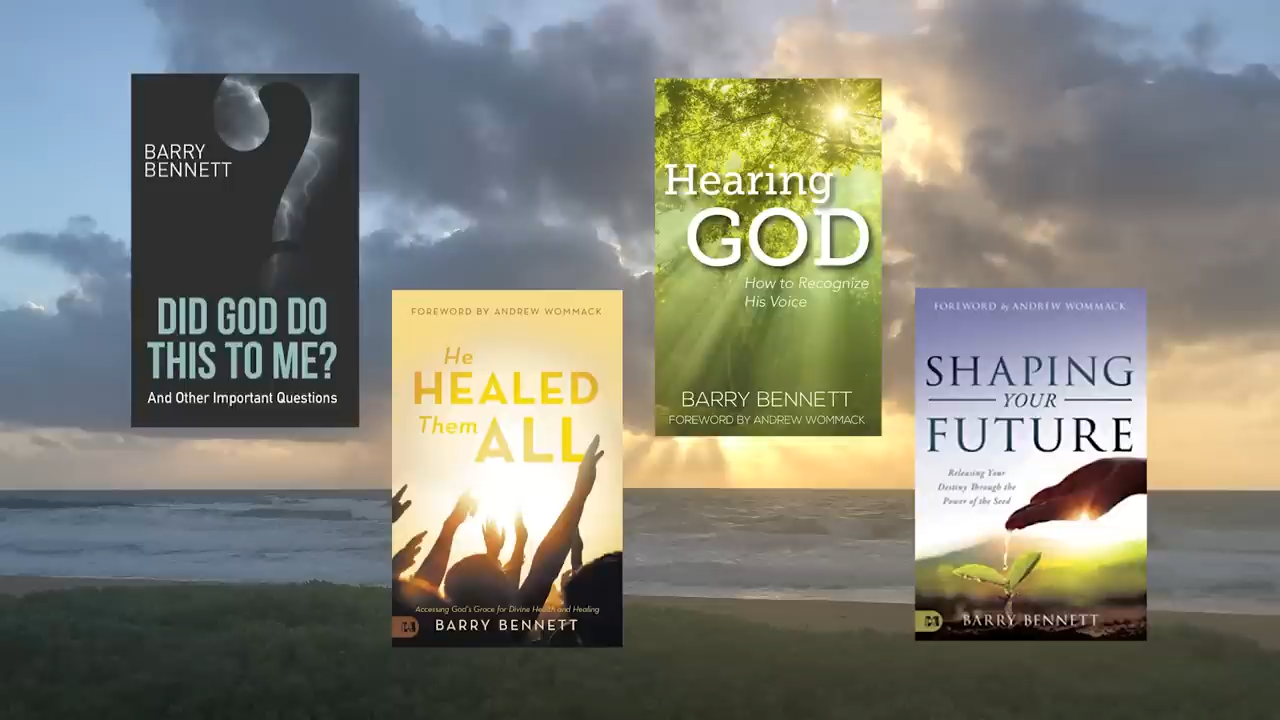 BARRY
BENNETT
DID GOD DO
THIS TO ME?
And Other Important Questions
FOREWORD BY ANDREW WOMMACK
He
HEALED
Them ALL
Accessing God's Grace for Divine Health and Healing
BARRY BENNETT
Hearing
GOD
How to Recognize
His Voice
BARRY BENNETT
FOREWORD BY ANDREW WOMMACK
FOREWORD by ANDREW WOMMACK
SHAPING
YOUR
FUTURE
Releasing Your
Destiny Through the
Power of the Seed
BARRY BENNETT